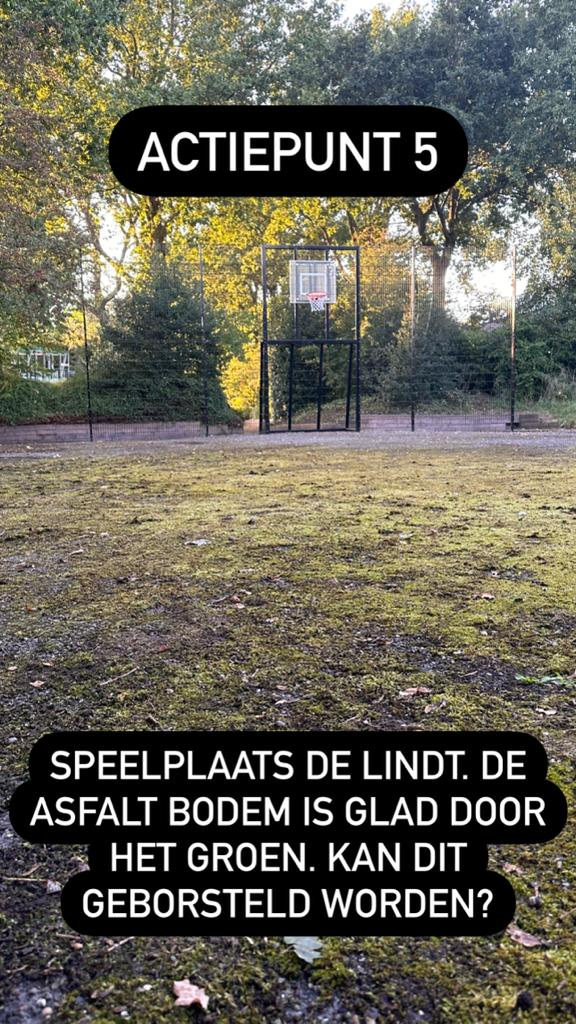 ACTIEPUNT 5
SPEELPLAATS DE LINDT. DE
ASFALT BODEM IS GLAD DOOR
HET GROEN. KAN DIT
GEBORSTELD WORDEN?